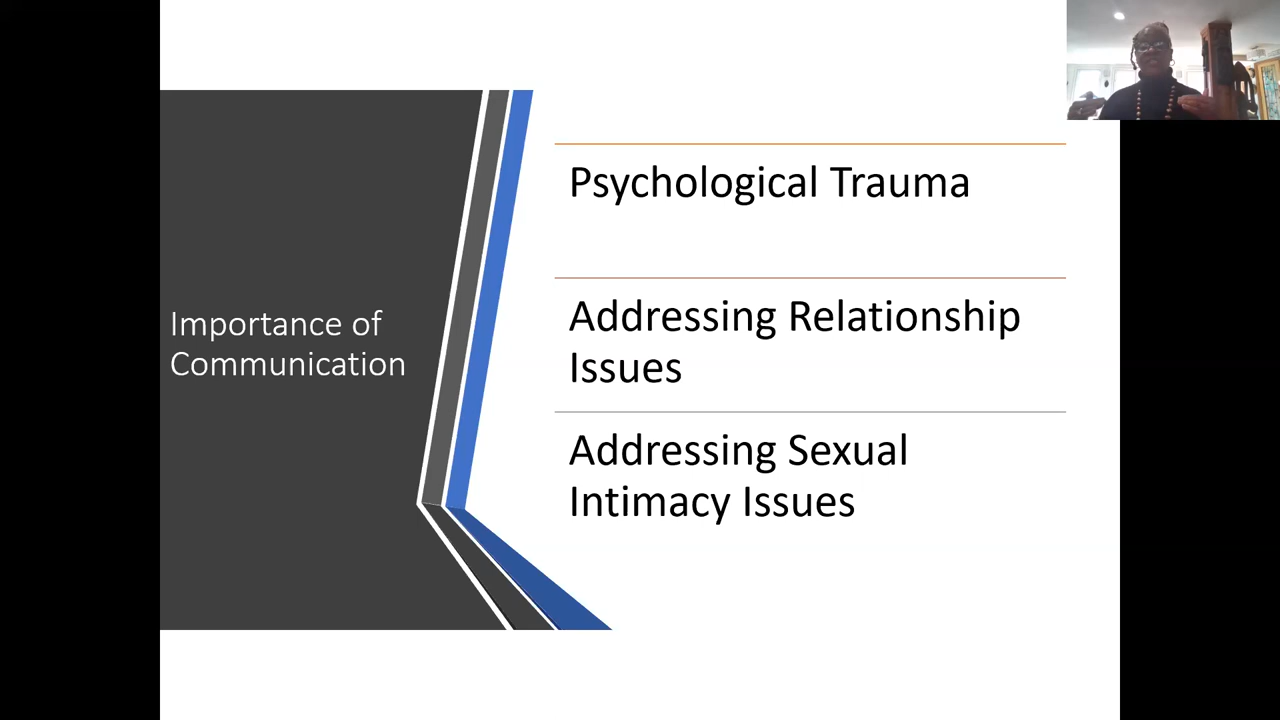 Importance of
Communication
Psychological Trauma
Addressing Relationship
Issues
Addressing Sexual
Intimacy Issues